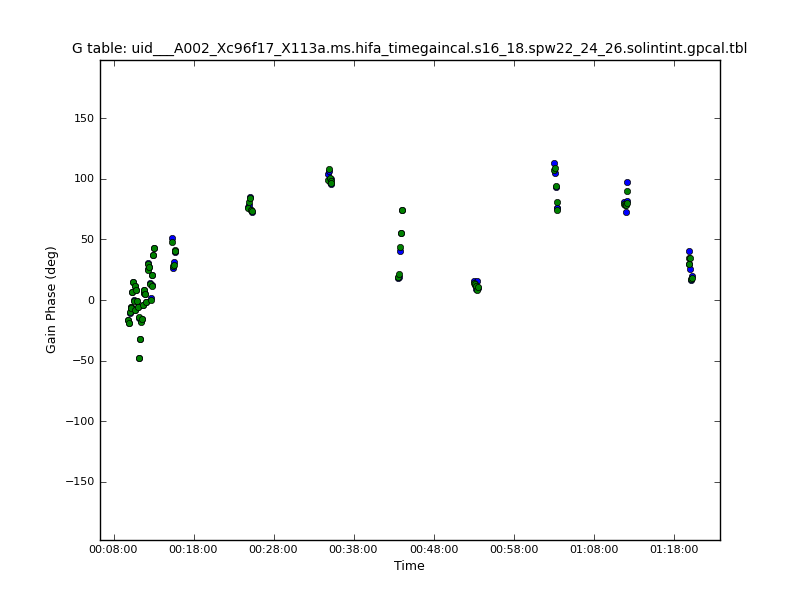 G table: uid___A002_Xc96f17_X113a.ms.hifa_timegaincal.s16_18.spw22_24_26.solintint.gpcal.tbl
150
100
50
0
−50
−100
−150
Gain Phase (deg)
00:08:00 00:18:00 00:28:00 00:38:00 00:48:00 00:58:00 01:08:00 01:18:00
Time